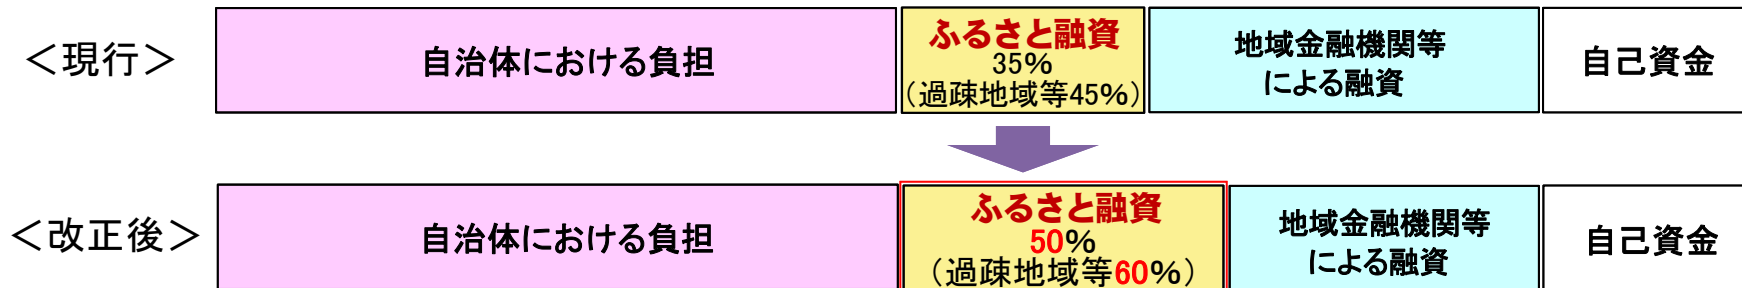 ＜現行＞
自治体における負担
ふるさと融資
35％
（過疎地域等45％）
地域金融機関等
による融資
自己資金
＜改正後＞
自治体における負担
ふるさと融資
50％
（過疎地域等60％）
地域金融機関等
による融資
自己資金